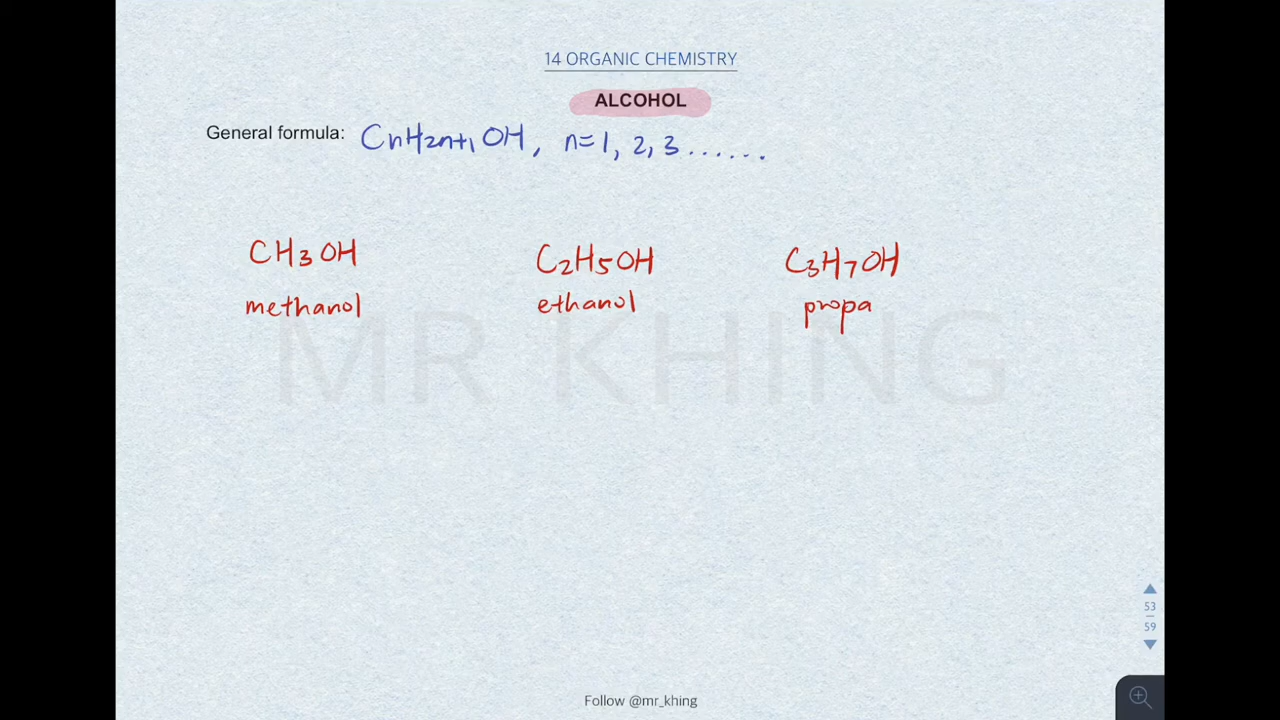 14 ORGANIC CHEMISTRY
ALCOHOL
General formula: CnH2n+1OH, n=1, 2, 3.......
CH3OH C2H5OH C3H7OH
methanol ethanol propa
MR KHING
53
59
Follow @mr_khing